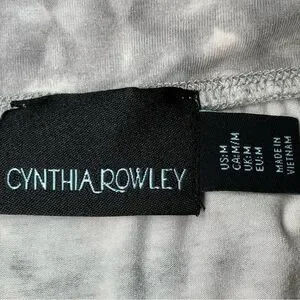 CYNTHIA ROWLEY
US:M
CA:M/M
UK:M
EU:M
MADE IN
VIETNAM